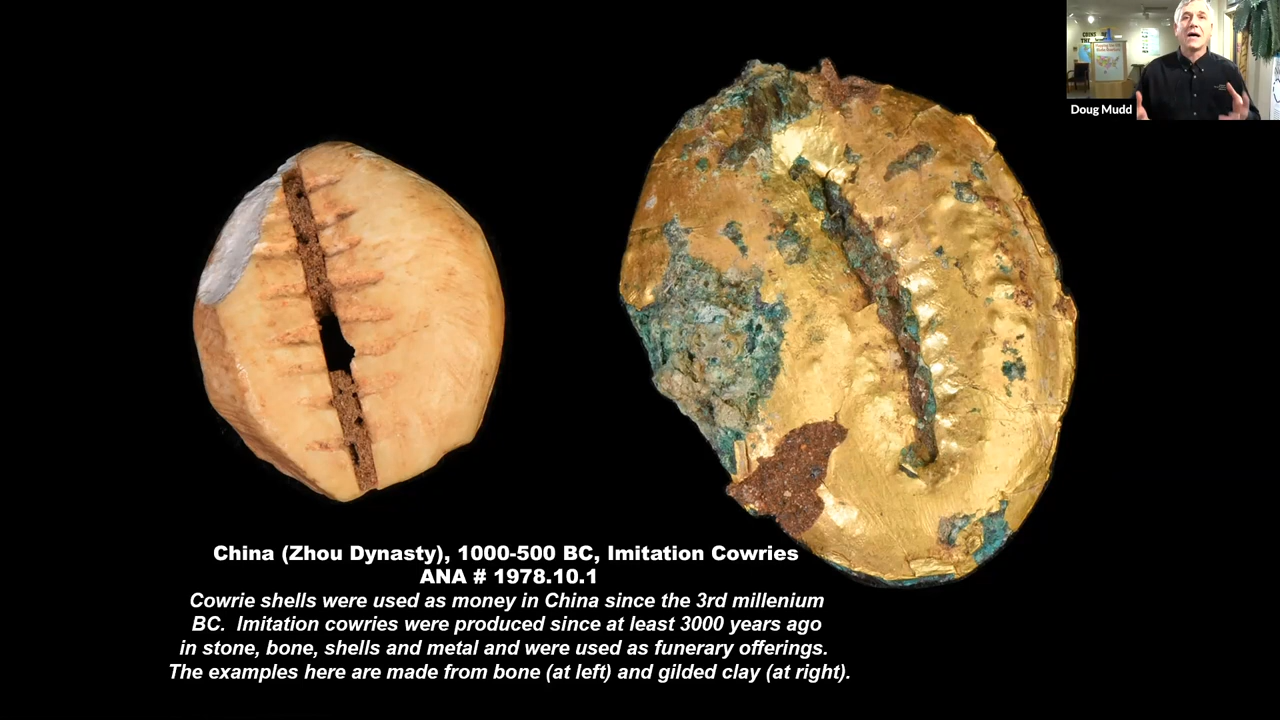 COINS OF
THE
Doug Mudd
China (Zhou Dynasty), 1000-500 BC, Imitation Cowries
ANA # 1978.10.1
Cowrie shells were used as money in China since the 3rd millenium
BC. Imitation cowries were produced since at least 3000 years ago
in stone, bone, shells and metal and were used as funerary offerings.
The examples here are made from bone (at left) and gilded clay (at right).